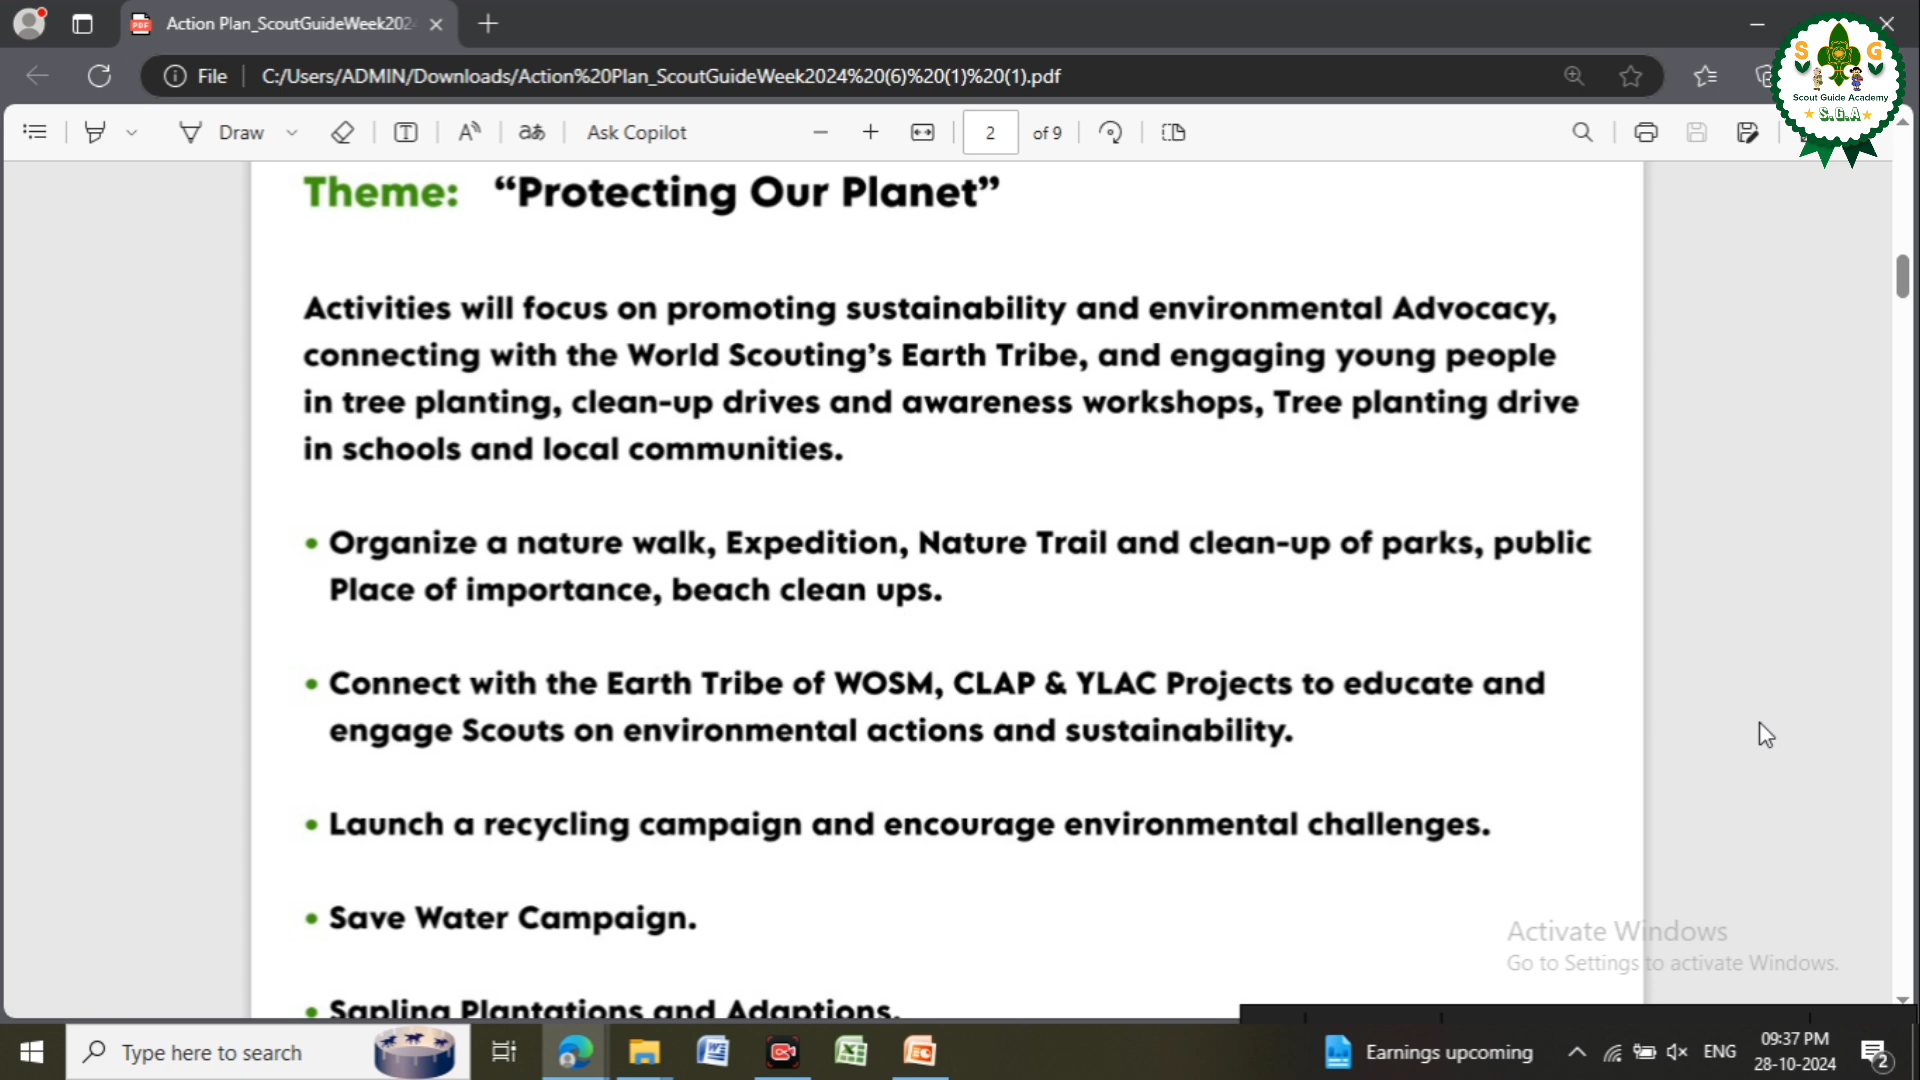 Action Plan_ScoutGuideWeek202
File
C:/Users/ADMIN/Downloads/Action%20Plan_ScoutGuideWeek2024%20(6)%20(1)%20(1).pdf
S G
Scout Guide Academy
S.G.A
Draw
Ask Copilot
2 of 9
Theme: “Protecting Our Planet”
Activities will focus on promoting sustainability and environmental Advocacy,
connecting with the World Scouting’s Earth Tribe, and engaging young people
in tree planting, clean-up drives and awareness workshops, Tree planting drive
in schools and local communities.
• Organize a nature walk, Expedition, Nature Trail and clean-up of parks, public
Place of importance, beach clean ups.
• Connect with the Earth Tribe of WOSM, CLAP & YLAC Projects to educate and
engage Scouts on environmental actions and sustainability.
• Launch a recycling campaign and encourage environmental challenges.
• Save Water Campaign.
• Sapling Plantations and Adaptions.
Activate Windows
Go to Settings to activate Windows.
Type here to search
Earnings upcoming
ENG
09:37 PM
28-10-2024
2